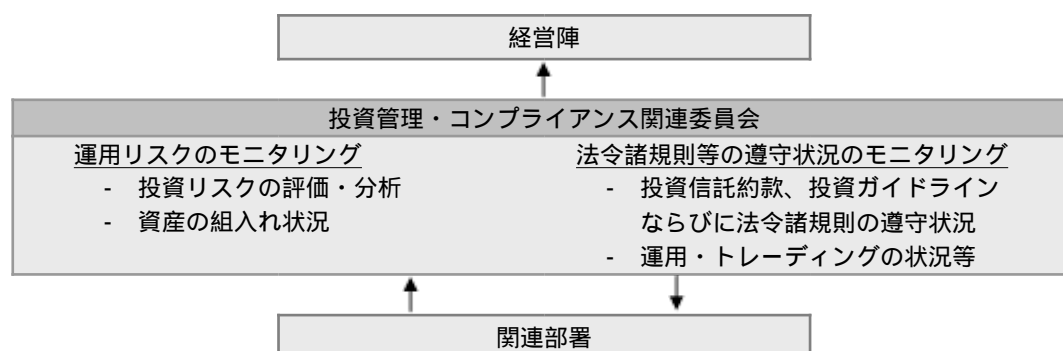 経営陣
投資管理・コンプライアンス関連委員会
運用リスクのモニタリング
- 投資リスクの評価・分析
- 資産の組入れ状況
法令諸規則等の遵守状況のモニタリング
- 投資信託約款、投資ガイドライン
ならびに法令諸規則の遵守状況
- 運用・トレーディングの状況等
関連部署